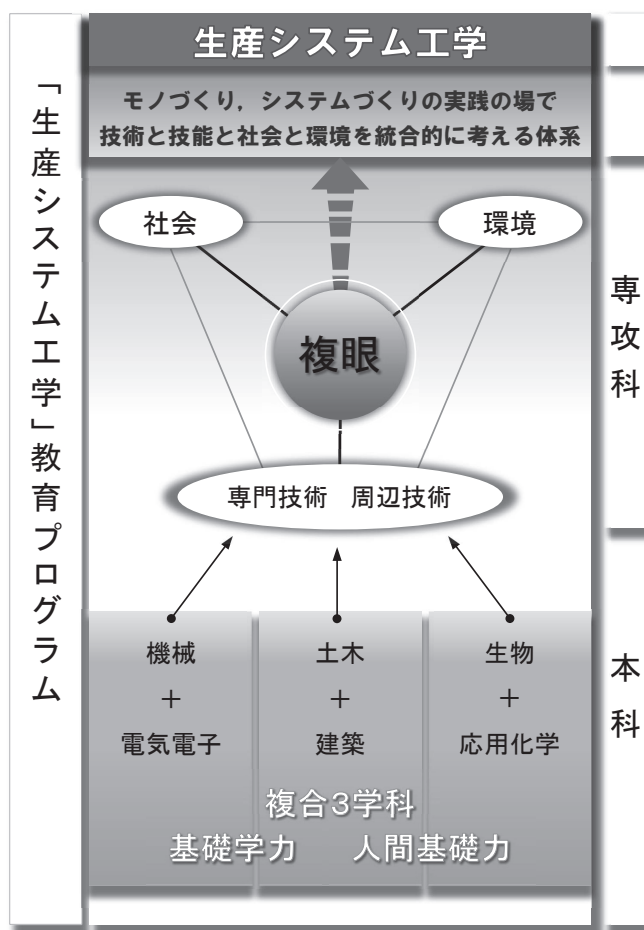 生産システム工学
モノづくり，システムづくりの実践の場で
技術と技能と社会と環境を統合的に考える体系
「生産システム工学」教育プログラム
社会
環境
複眼
専攻科
専門技術 周辺技術
機械
+
電気電子
土木
+
建築
生物
+
応用化学
本科
複合3学科
基礎学力 人間基礎力